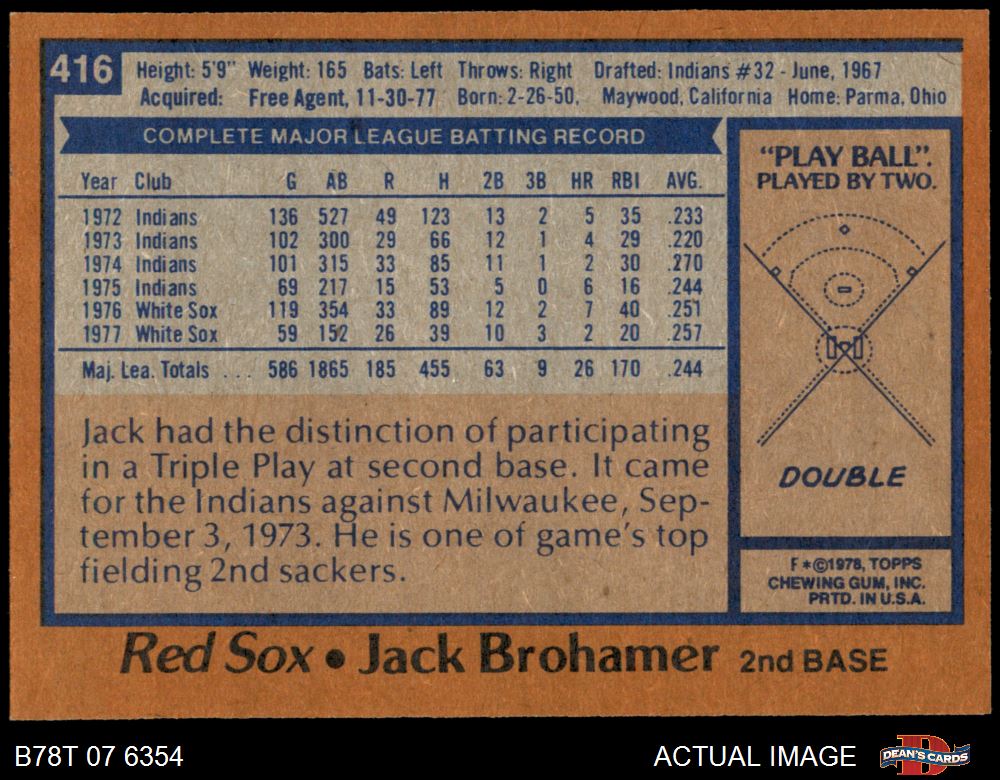 416
Height: 5'9" Weight: 165 Bats: Left Throws: Right Drafted: Indians #32 - June, 1967
Acquired: Free Agent, 11-30-77 Born: 2-26-50, Maywood, California Home: Parma, Ohio
COMPLETE MAJOR LEAGUE BATTING RECORD
Year Club G AB R H 2B 3B HR RBI AVG.
1972 Indians 136 527 49 123 13 2 5 35 .233
1973 Indians 102 300 29 66 12 1 4 29 .220
1974 Indians 101 315 33 85 11 1 2 30 .270
1975 Indians 69 217 15 53 5 0 6 16 .244
1976 White Sox 119 354 33 89 12 2 7 40 .251
1977 White Sox 59 152 26 39 10 3 2 20 .257
Maj. Lea. Totals . . . 586 1865 185 455 63 9 26 170 .244
Jack had the distinction of participating
in a Triple Play at second base. It came
for the Indians against Milwaukee, Sep-
tember 3, 1973. He is one of game's top
fielding 2nd sackers.
"PLAY BALL".
PLAYED BY TWO.
DOUBLE
F*©1978, TOPPS
CHEWING GUM, INC.
PRTD. IN U.S.A.
Red Sox • Jack Brohamer 2nd BASE
B78T 07 6354
ACTUAL IMAGE
DEAN'S CARDS